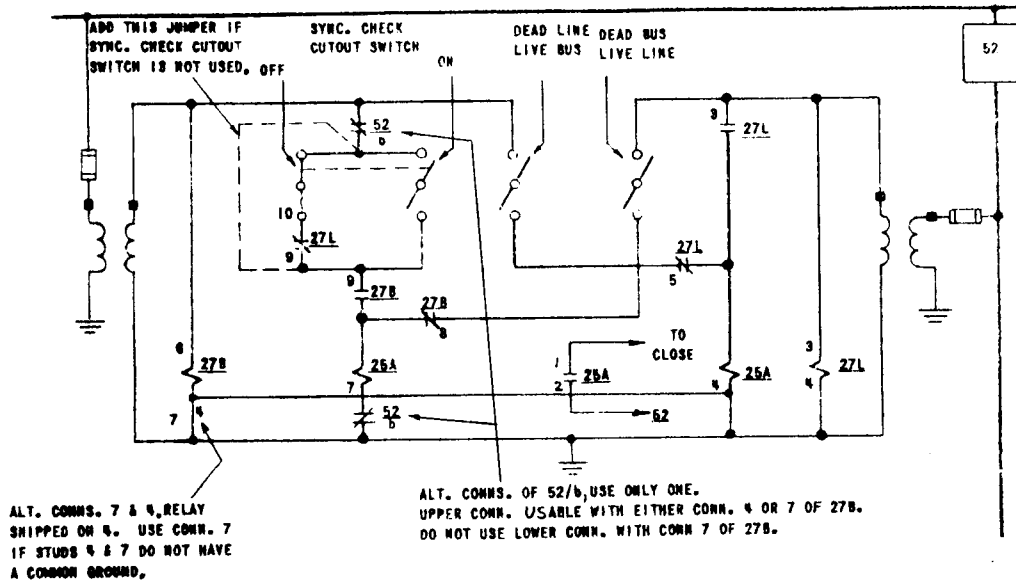 ADD THIS JUMPER IF
SYNC. CHECK CUTOUT
SWITCH IS NOT USED.
OFF
SYNC. CHECK
CUTOUT SWITCH
ON
DEAD LINE
LIVE BUS
DEAD BUS
LIVE LINE
52
52
b
3
27L
10
27L
9
9
27B
27B
8
27L
5
6
27B
7
4
25A
7
52
b
TO
CLOSE
1
2
25A
52
25A
4
3
4
27L
ALT. CONNS. 7 & 4, RELAY
SHIPPED ON 4. USE CONN. 7
IF STUDS 4 & 7 DO NOT HAVE
A COMMON GROUND.
ALT. CONNS. OF 52/b, USE ONLY ONE.
UPPER CONN. USABLE WITH EITHER CONN. 4 OR 7 OF 27B.
DO NOT USE LOWER CONN. WITH CONN 7 OF 27B.